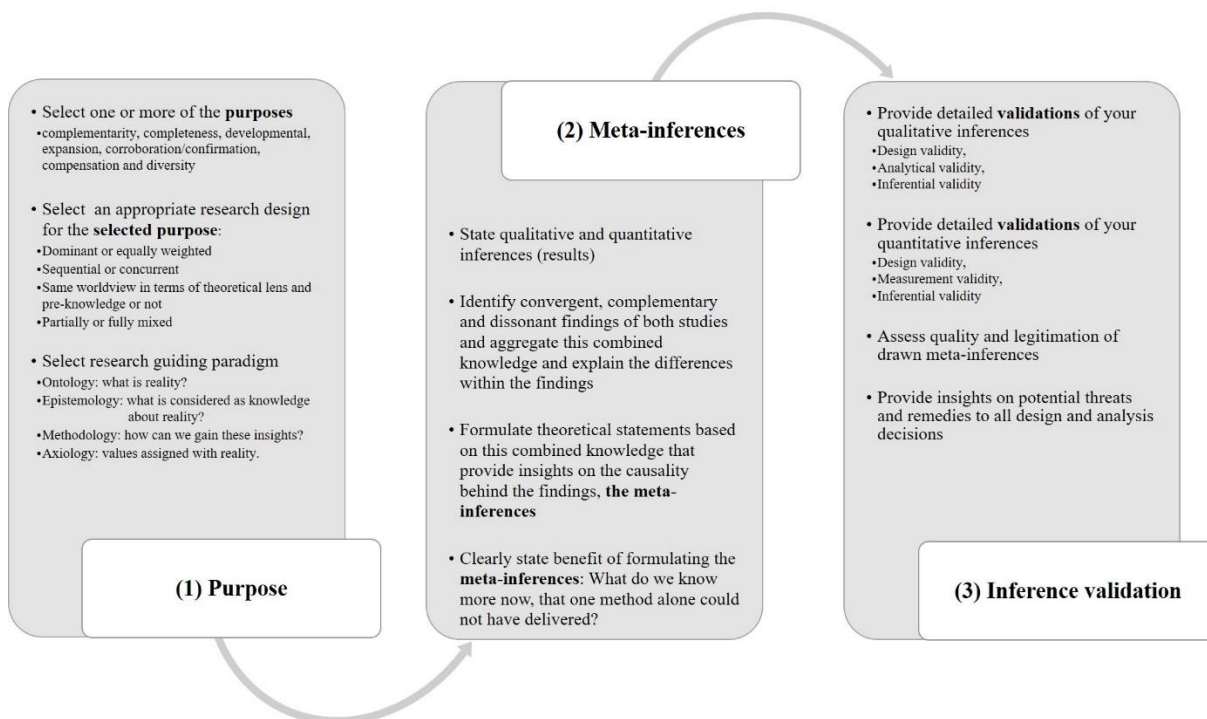 • Select one or more of the purposes
•complementarity, completeness, developmental,
expansion, corroboration/confirmation,
compensation and diversity
• Select an appropriate research design
for the selected purpose:
•Dominant or equally weighted
•Sequential or concurrent
•Same worldview in terms of theoretical lens and
pre-knowledge or not
•Partially or fully mixed
• Select research guiding paradigm
•Ontology: what is reality?
•Epistemology: what is considered as knowledge
about reality?
•Methodology: how can we gain these insights?
•Axiology: values assigned with reality.
(1) Purpose
(2) Meta-inferences
• State qualitative and quantitative
inferences (results)
• Identify convergent, complementary
and dissonant findings of both studies
and aggregate this combined
knowledge and explain the differences
within the findings
• Formulate theoretical statements based
on this combined knowledge that
provide insights on the causality
behind the findings, the meta-
inferences
• Clearly state benefit of formulating the
meta-inferences: What do we know
more now, that one method alone could
not have delivered?
• Provide detailed validations of your
qualitative inferences
•Design validity,
•Analytical validity,
•Inferential validity
• Provide detailed validations of your
quantitative inferences
•Design validity,
•Measurement validity,
•Inferential validity
• Assess quality and legitimation of
drawn meta-inferences
• Provide insights on potential threats
and remedies to all design and analysis
decisions
(3) Inference validation